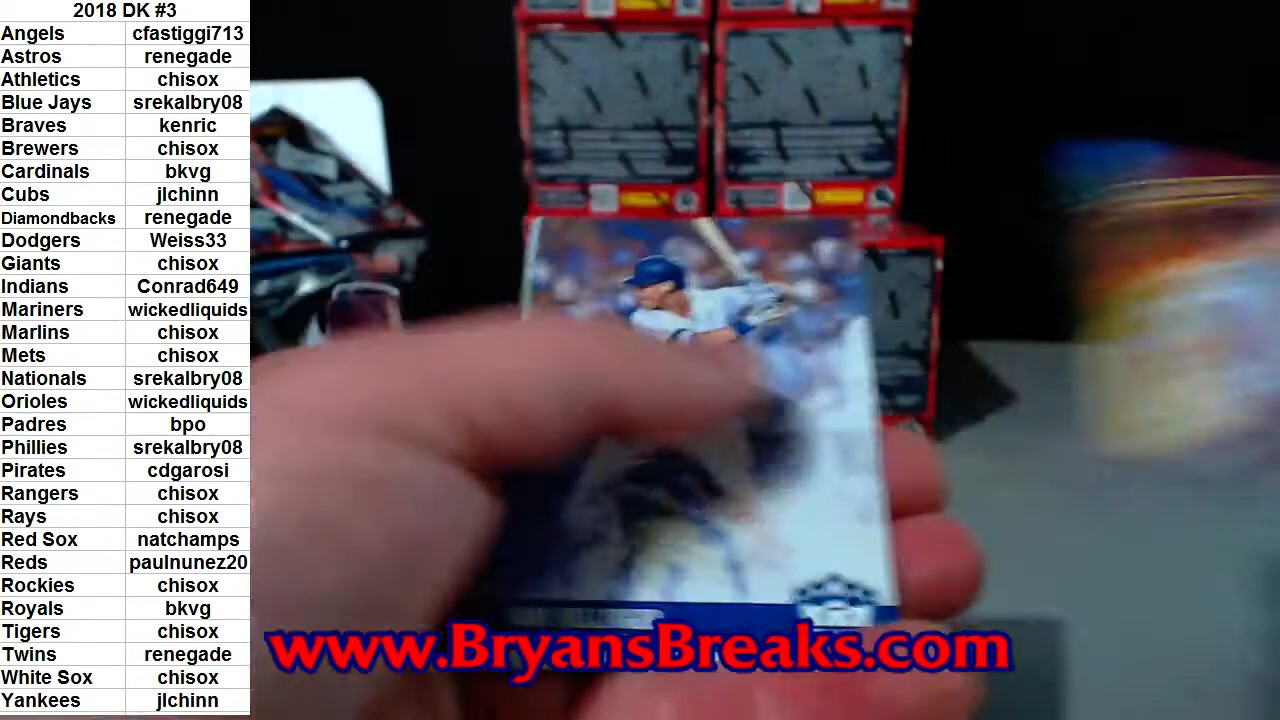 2018 DK #3
Angels cfastiggi713
Astros renegade
Athletics chisox
Blue Jays srekalbry08
Braves kenric
Brewers chisox
Cardinals bkvg
Cubs jlchinn
Diamondbacks renegade
Dodgers Weiss33
Giants chisox
Indians Conrad649
Mariners wickedliquids
Marlins chisox
Mets chisox
Nationals srekalbry08
Orioles wickedliquids
Padres bpo
Phillies srekalbry08
Pirates cdgarosi
Rangers chisox
Rays chisox
Red Sox natchamps
Reds paulnunez20
Rockies chisox
Royals bkvg
Tigers chisox
Twins renegade
White Sox chisox
Yankees jlchinn
www.BryansBreaks.com